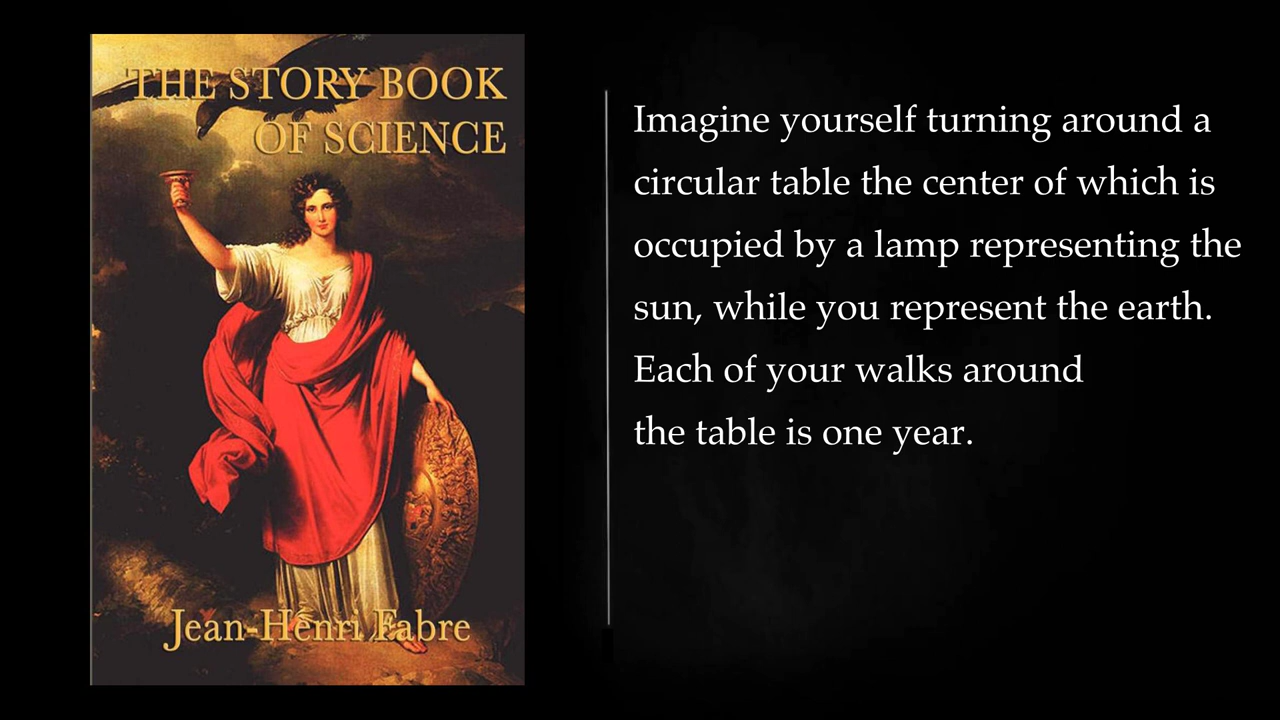 THE STORY BOOK
OF SCIENCE
Jean-Henri Fabre
Imagine yourself turning around a
circular table the center of which is
occupied by a lamp representing the
sun, while you represent the earth.
Each of your walks around
the table is one year.